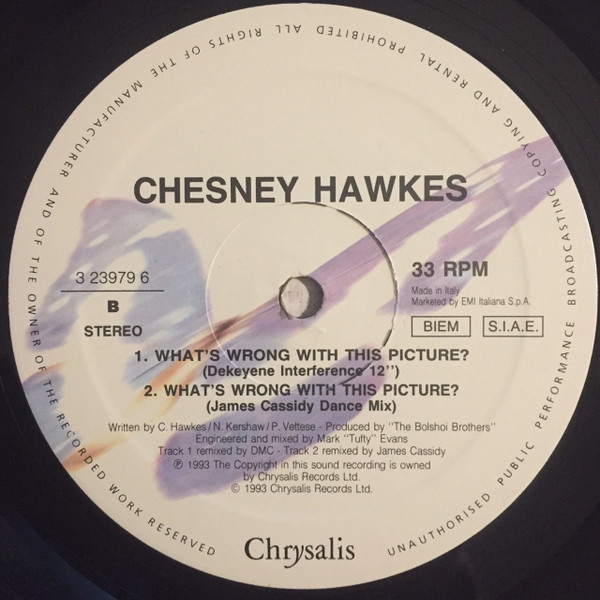 ALL RIGHTS OF THE MANUFACTURER AND OF THE OWNER OF THE RECORDED WORK RESERVED
UNAUTHORISED PUBLIC PERFORMANCE BROADCASTING COPYING AND RENTAL PROHIBITED
CHESNEY HAWKES
3 23979 6
B
STEREO
33 RPM
Made in Italy
Marketed by EMI Italiana S.p.A.
BIEM S.I.A.E.
1. WHAT'S WRONG WITH THIS PICTURE?
(Dekeyene Interference 12'')
2. WHAT'S WRONG WITH THIS PICTURE?
(James Cassidy Dance Mix)
Written by C. Hawkes/N. Kershaw/P. Vettese - Produced by "The Bolshoi Brothers"
Engineered and mixed by Mark "Tufty" Evans
Track 1 remixed by DMC - Track 2 remixed by James Cassidy
℗ 1993 The Copyright in this sound recording is owned
by Chrysalis Records Ltd.
© 1993 Chrysalis Records Ltd.
Chrysalis